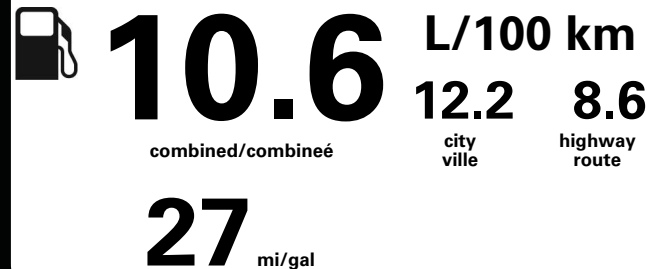 10.6 L/100 km
12.2 8.6
combined/combineé
city highway
ville route
27 mi/gal